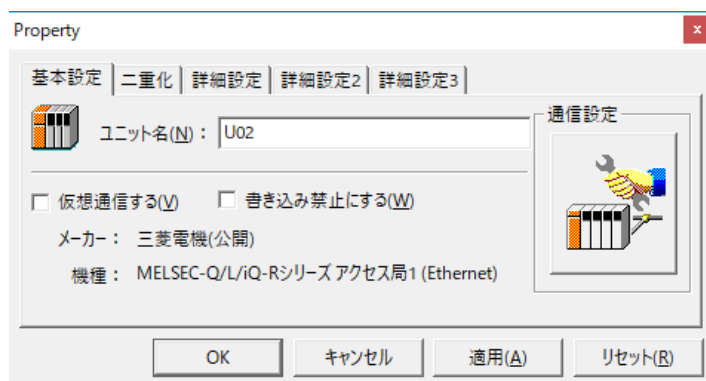 Property
x
基本設定 二重化 詳細設定 詳細設定2 詳細設定3
ユニット名(N)： U02
通信設定
仮想通信する(V) 書き込み禁止にする(W)
メーカー： 三菱電機(公開)
機種： MELSEC-Q/L/iQ-Rシリーズ アクセス局1 (Ethernet)
OK キャンセル 適用(A) リセット(R)